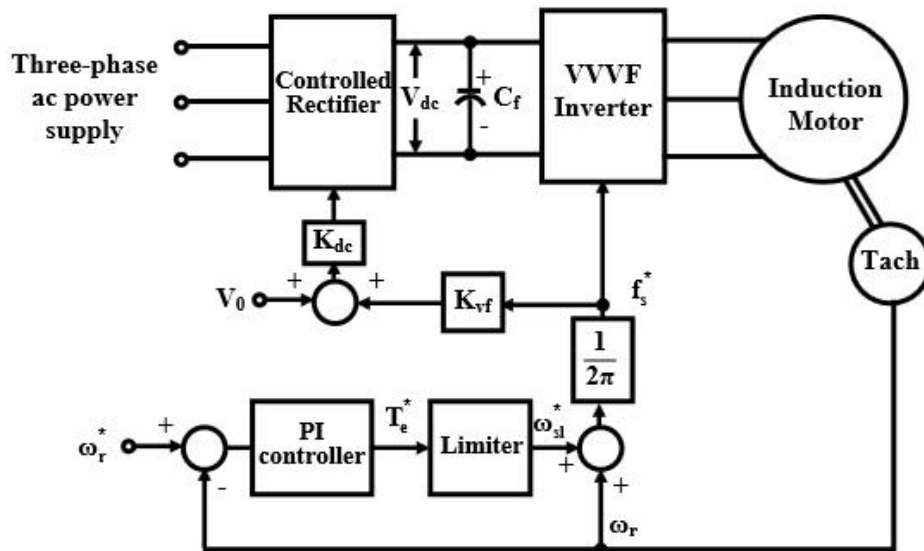 Three-phase
ac power
supply
Controlled
Rectifier
V_dc
+
C_f
-
VVVF
Inverter
Induction
Motor
Tach
K_dc
+
+
V_0
K_vf
f_s^*
1
2π
ω_r^*
+
-
PI
controller
T_e^*
Limiter
ω_sl^*
+
+
ω_r